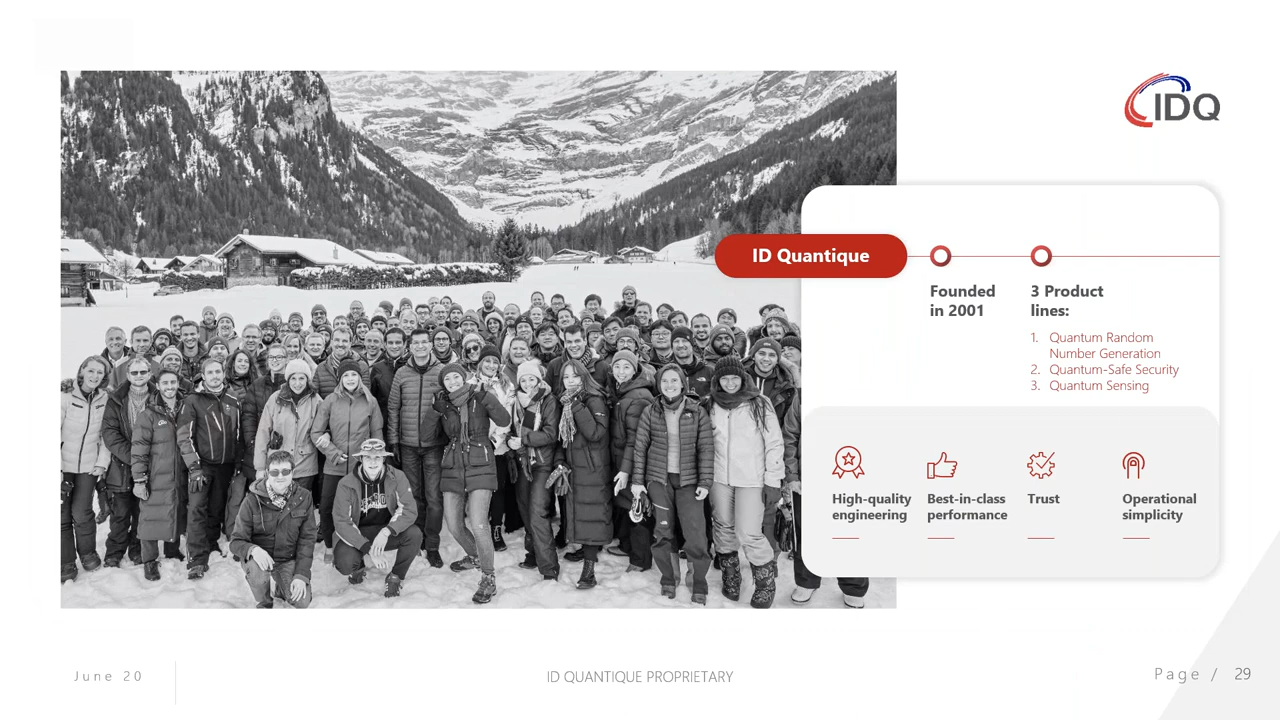 IDQ
ID Quantique
Founded
in 2001
3 Product
lines:
1. Quantum Random
Number Generation
2. Quantum-Safe Security
3. Quantum Sensing
High-quality
engineering
Best-in-class
performance
Trust
Operational
simplicity
June 20
ID QUANTIQUE PROPRIETARY
Page / 29